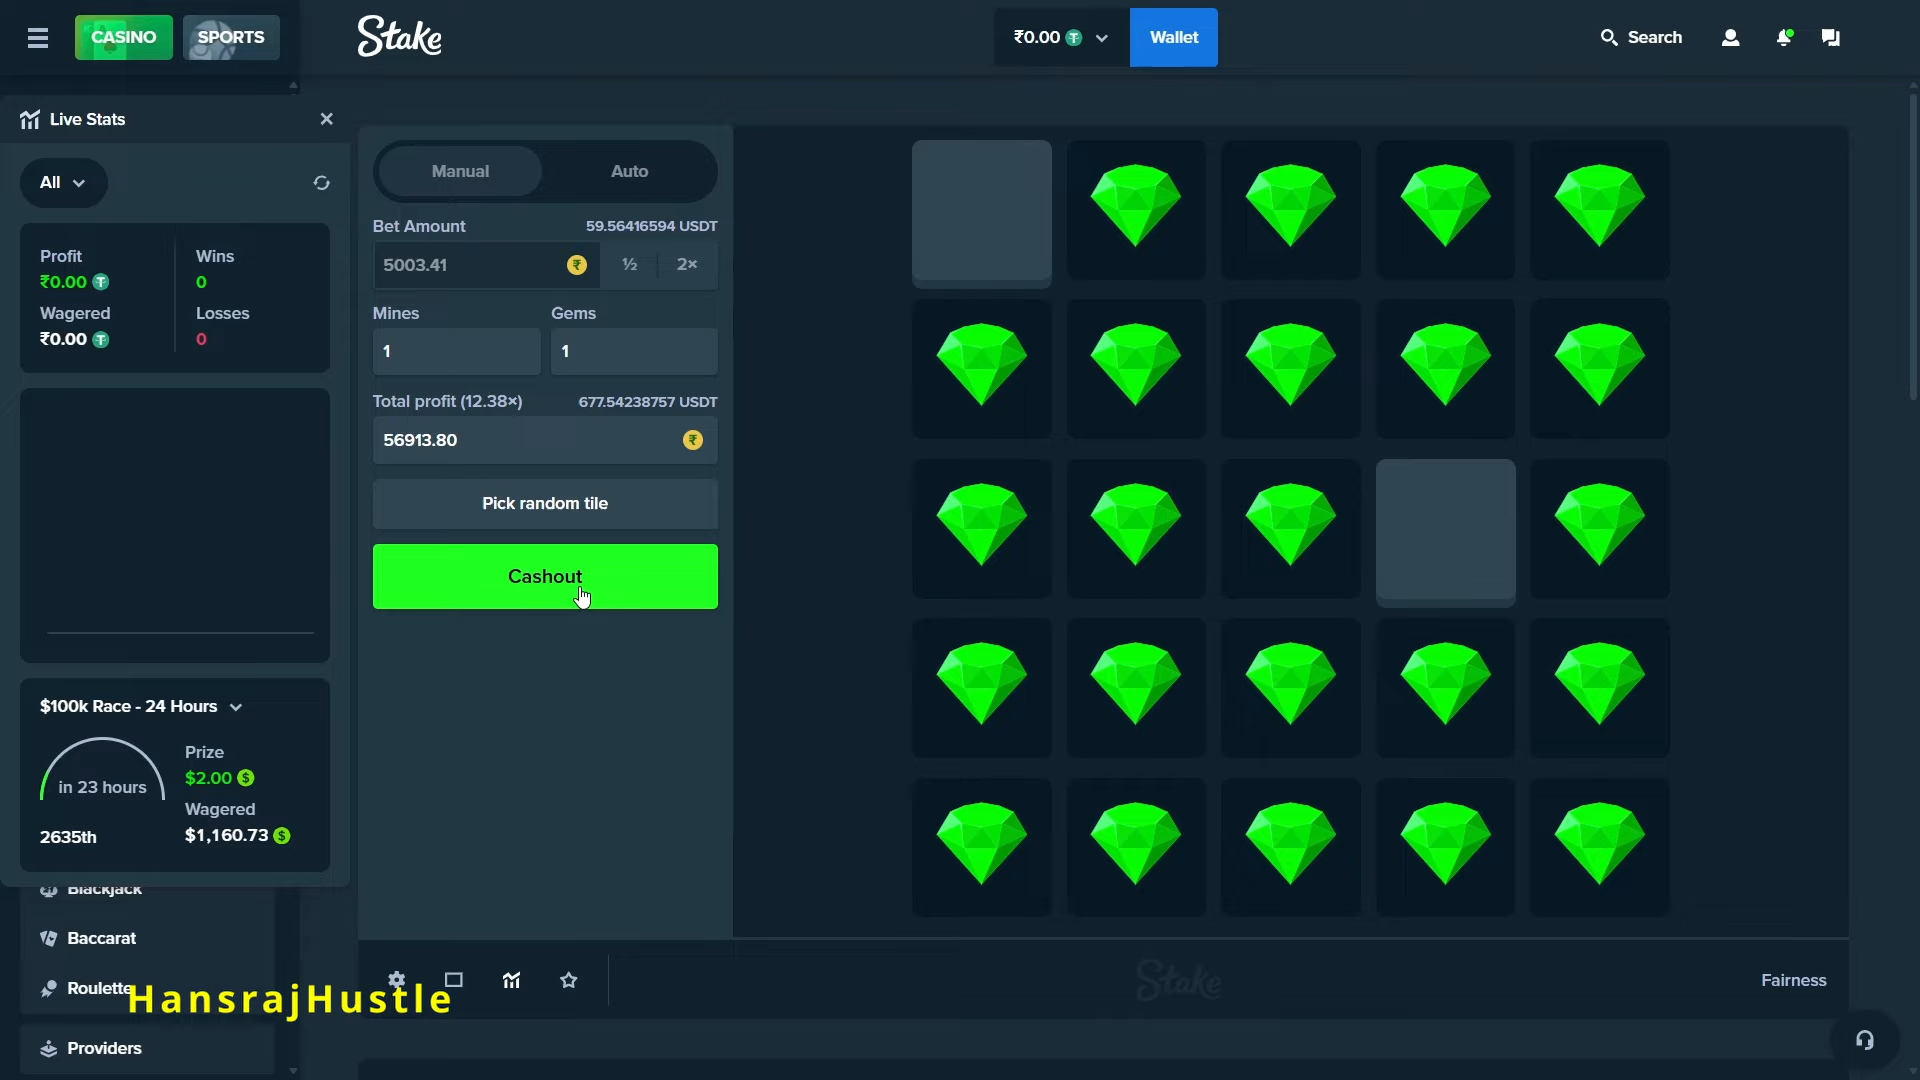 CASINO
SPORTS
Stake
₹0.00
Wallet
Search
Live Stats
All
Profit
₹0.00
Wins
0
Wagered
₹0.00
Losses
0
Manual
Auto
Bet Amount
59.56416594 USDT
5003.41
½
2×
Mines
Gems
1
1
Total profit (12.38×)
677.54238757 USDT
56913.80
Pick random tile
Cashout
$100k Race - 24 Hours
in 23 hours
Prize
$2.00
Wagered
$1,160.73
2635th
Blackjack
Baccarat
Roulette
HansrajHustle
Providers
Stake
Fairness